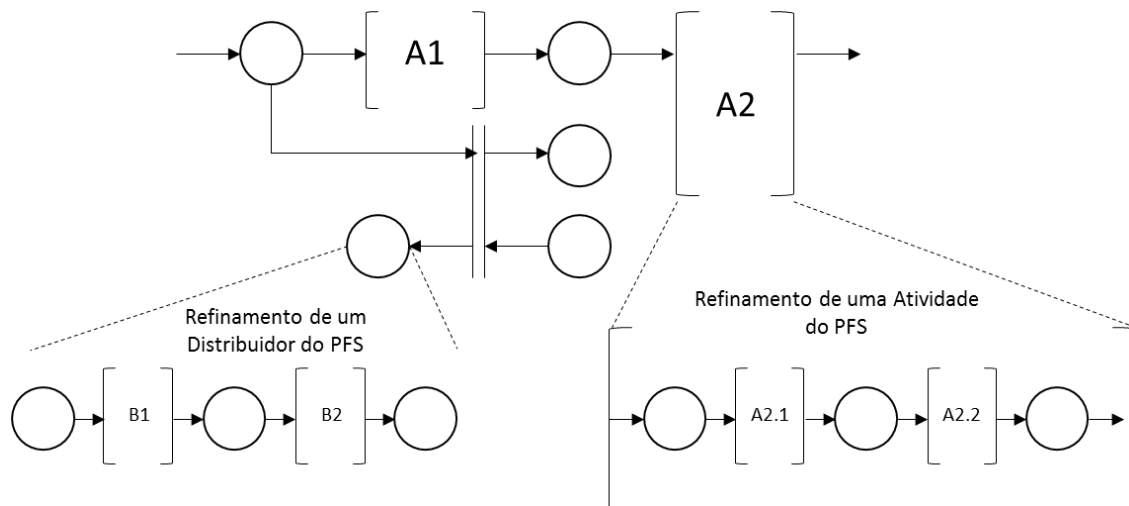 A1
A2
Refinamento de um
Distribuidor do PFS
Refinamento de uma Atividade
do PFS
B1
B2
A2.1
A2.2